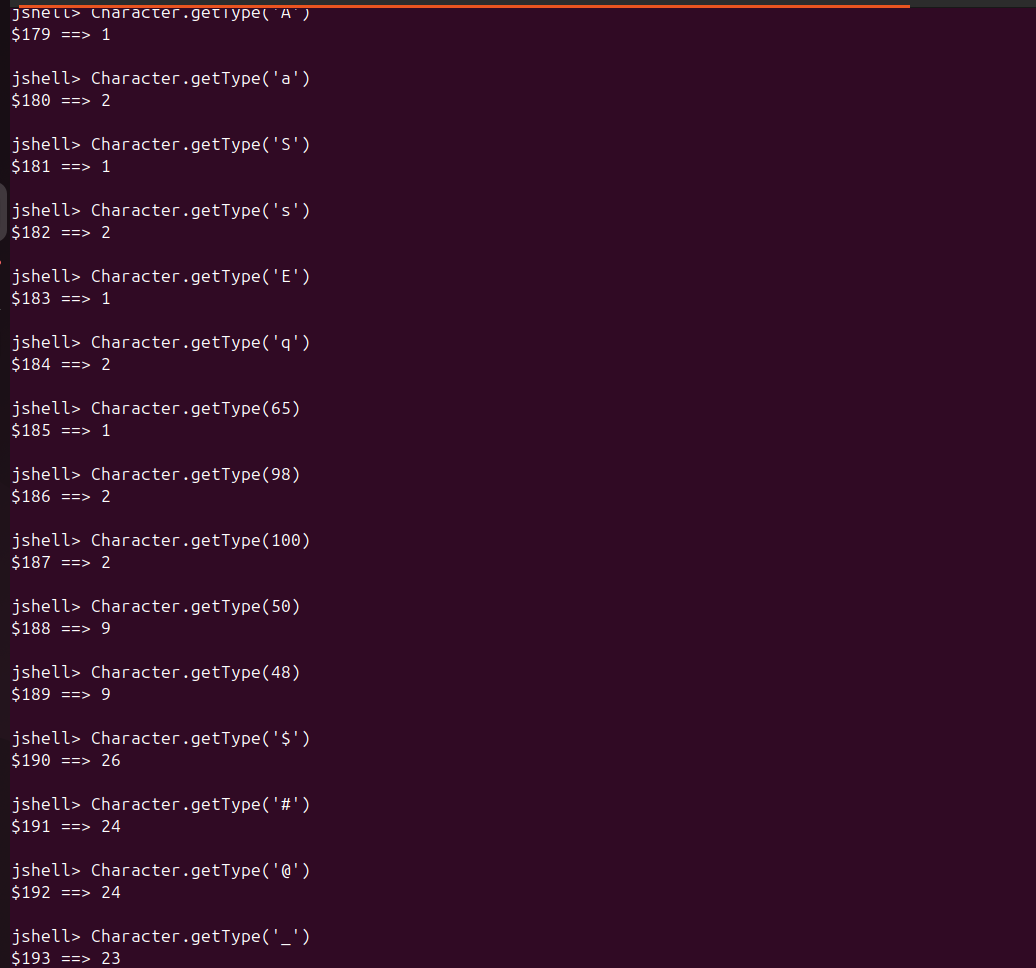 jshell> Character.getType('A')
$179 ==> 1
jshell> Character.getType('a')
$180 ==> 2
jshell> Character.getType('S')
$181 ==> 1
jshell> Character.getType('s')
$182 ==> 2
jshell> Character.getType('E')
$183 ==> 1
jshell> Character.getType('q')
$184 ==> 2
jshell> Character.getType(65)
$185 ==> 1
jshell> Character.getType(98)
$186 ==> 2
jshell> Character.getType(100)
$187 ==> 2
jshell> Character.getType(50)
$188 ==> 9
jshell> Character.getType(48)
$189 ==> 9
jshell> Character.getType('$')
$190 ==> 26
jshell> Character.getType('#')
$191 ==> 24
jshell> Character.getType('@')
$192 ==> 24
jshell> Character.getType('_')
$193 ==> 23